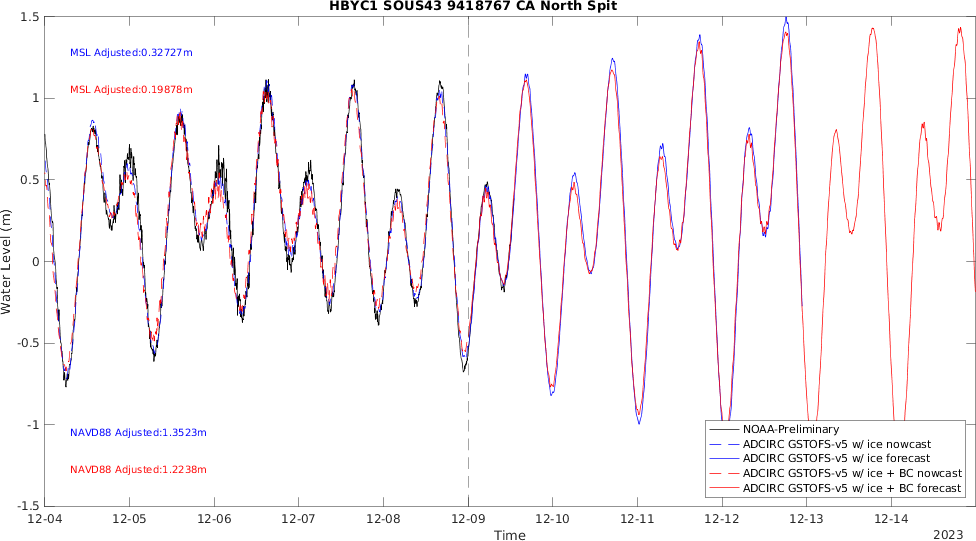 HBYC1 SOUS43 9418767 CA North Spit
1.5
MSL Adjusted:0.32727m
1
MSL Adjusted:0.19878m
0.5
Water Level (m)
0
-0.5
-1
NAVD88 Adjusted:1.3523m
NAVD88 Adjusted:1.2238m
-1.5
NOAA-Preliminary
ADCIRC GSTOFS-v5 w/ ice nowcast
ADCIRC GSTOFS-v5 w/ ice forecast
ADCIRC GSTOFS-v5 w/ ice + BC nowcast
ADCIRC GSTOFS-v5 w/ ice + BC forecast
12-04 12-05 12-06 12-07 12-08 12-09 12-10 12-11 12-12 12-13 12-14
Time
2023